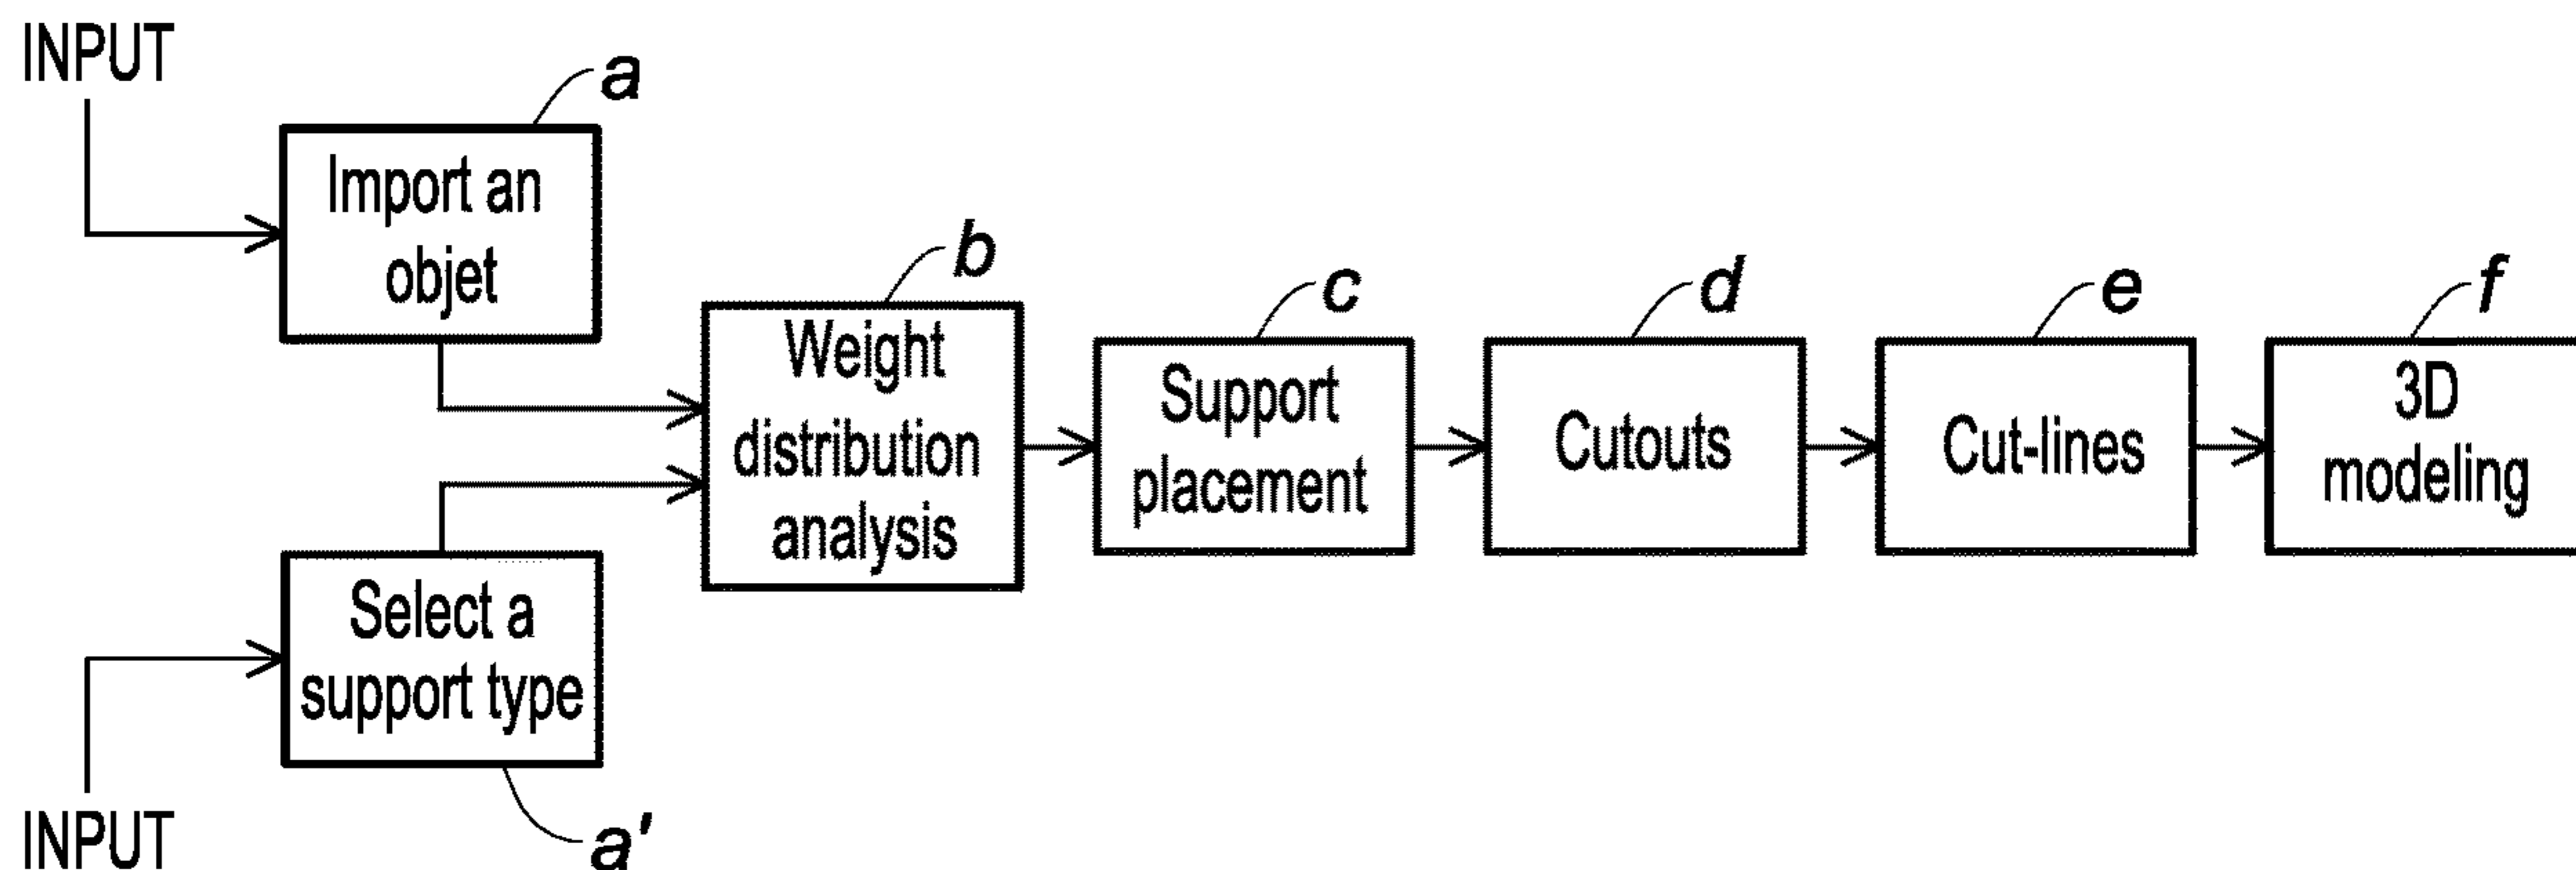 INPUT
a
Import an
objet
b
Weight
distribution
analysis
c
Support
placement
d
Cutouts
e
Cut-lines
f
3D
modeling
Select a
support type
a'
INPUT